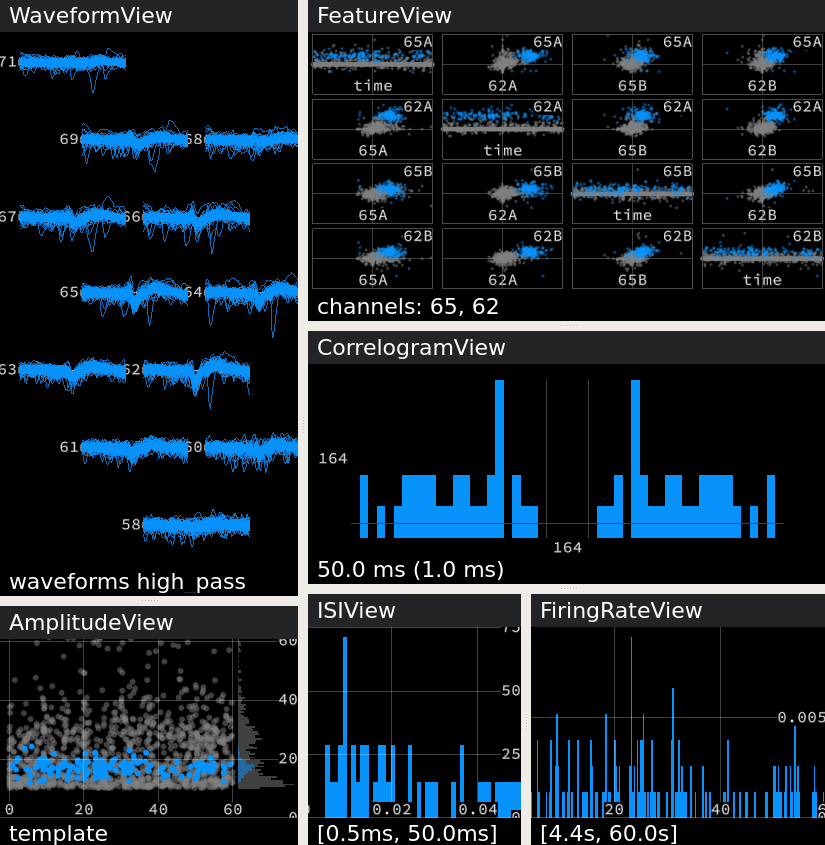 WaveformView
71
69
68
67
66
65
64
63
62
61
60
58
waveforms high_pass
FeatureView
65A 65A 65A 65A
time 62A 65B 62B
62A 62A 62A 62A
65A time 65B 62B
65B 65B 65B 65B
65A 62A time 62B
62B 62B 62B 62B
65A 62A 65B time
channels: 65, 62
CorrelogramView
164
164
50.0 ms (1.0 ms)
AmplitudeView
60
40
20
0
0 20 40 60
template
ISIView
75
50
25
0
0.02 0.04
[0.5ms, 50.0ms]
FiringRateView
0.005
20 40
[4.4s, 60.0s]